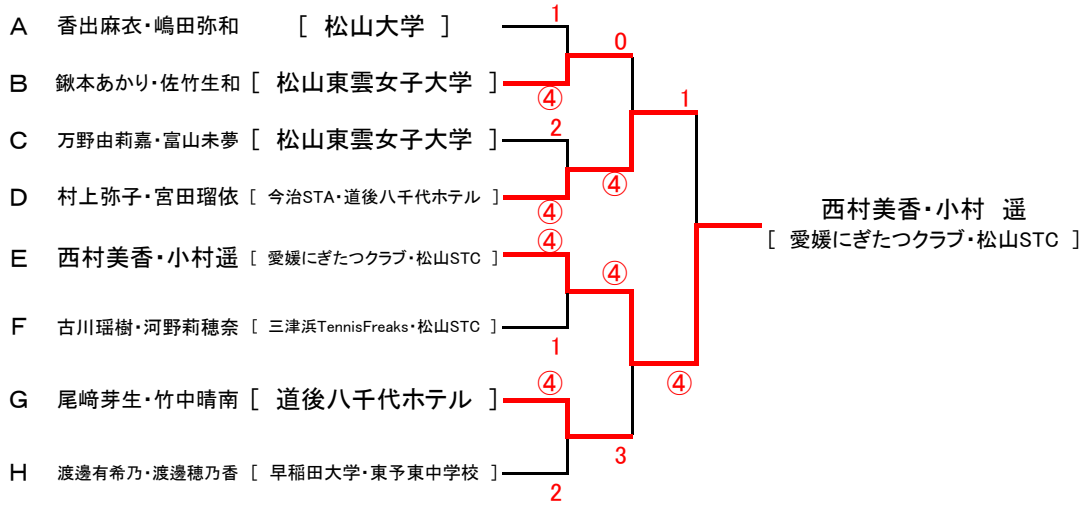 1
A 香出麻衣・嶋田弥和 [ 松山大学 ]
0
B 鍬本あかり・佐竹生和 [ 松山東雲女子大学 ]
④
1
2
C 万野由莉嘉・富山未夢 [ 松山東雲女子大学 ]
④
D 村上弥子・宮田瑠依 [ 今治STA・道後八千代ホテル ]
④
西村美香・小村 遥
[ 愛媛にぎたつクラブ・松山STC ]
④
E 西村美香・小村遥 [ 愛媛にぎたつクラブ・松山STC ]
④
F 古川瑶樹・河野莉穂奈 [ 三津浜TennisFreaks・松山STC ]
1
④
④
G 尾﨑芽生・竹中晴南 [ 道後八千代ホテル ]
3
H 渡邊有希乃・渡邊穂乃香 [ 早稲田大学・東予東中学校 ]
2